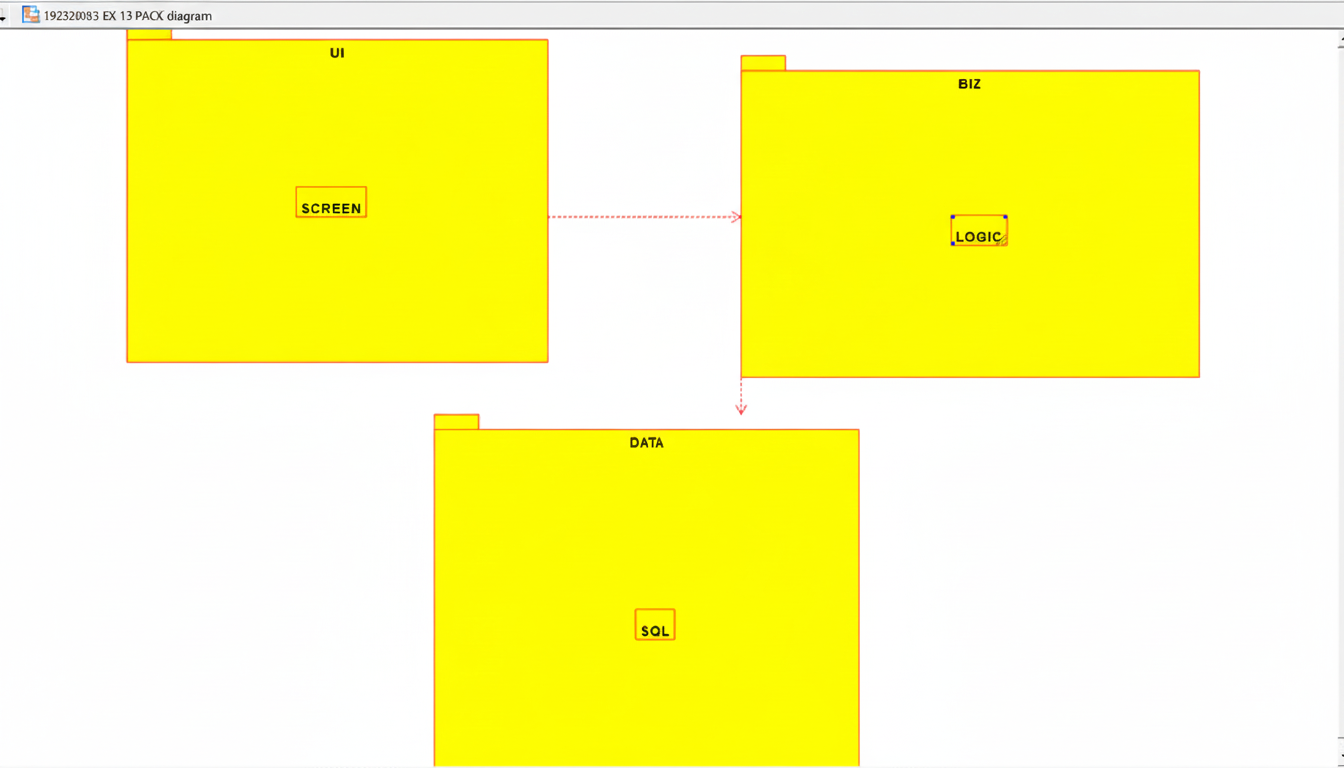 192320083 EX 13 PACK diagram
UI
BIZ
SCREEN
LOGIC
DATA
SQL